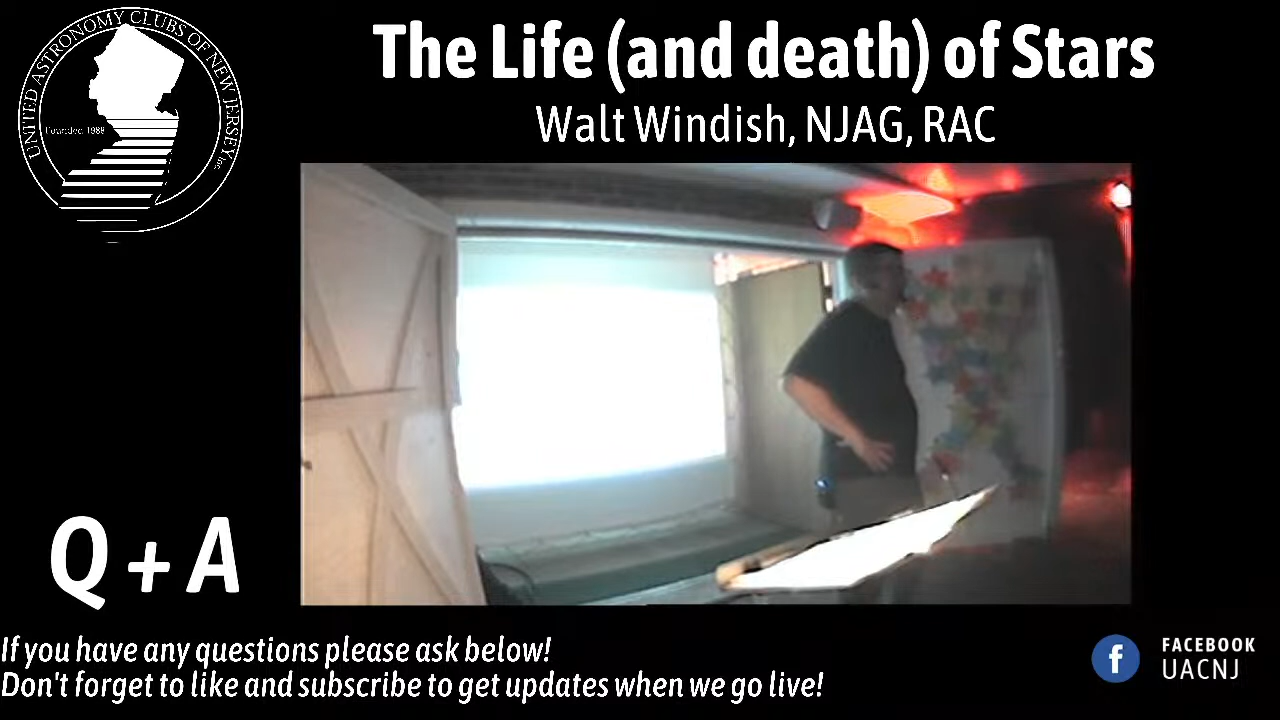 UNITED ASTRONOMY CLUBS OF NEW JERSEY, Inc.
Founded 1988
The Life (and death) of Stars
Walt Windish, NJAG, RAC
Q + A
If you have any questions please ask below!
Don't forget to like and subscribe to get updates when we go live!
FACEBOOK
UACNJ